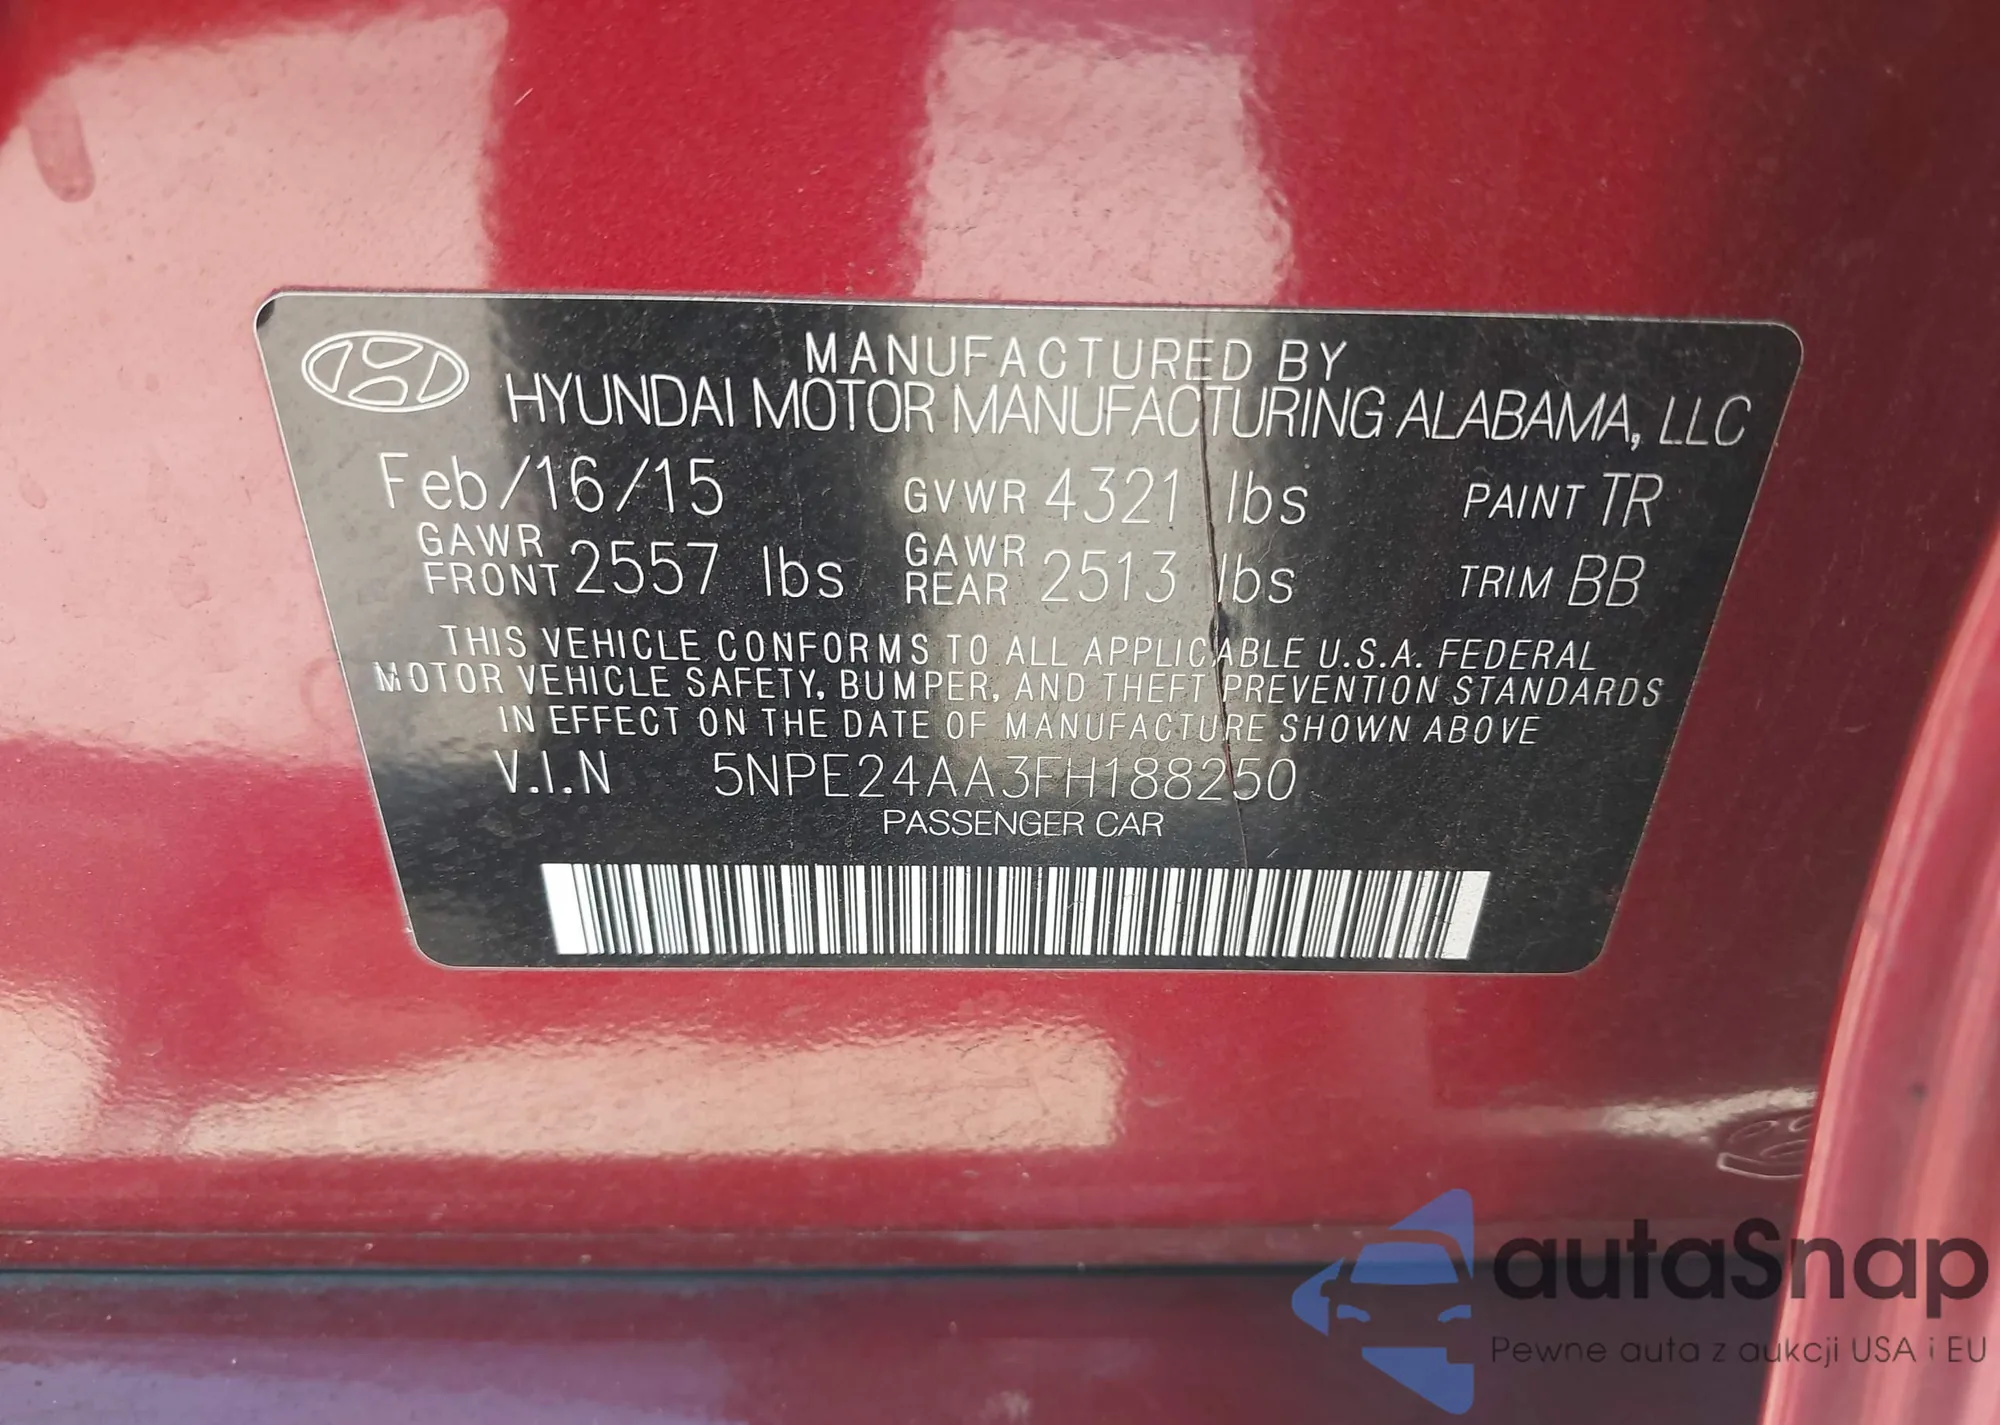 MANUFACTURED BY
HYUNDAI MOTOR MANUFACTURING ALABAMA, LLC
Feb/16/15 GVWR 4321 lbs PAINT TR
GAWR FRONT 2557 lbs GAWR REAR 2513 lbs TRIM BB
THIS VEHICLE CONFORMS TO ALL APPLICABLE U.S.A. FEDERAL
MOTOR VEHICLE SAFETY, BUMPER, AND THEFT PREVENTION STANDARDS
IN EFFECT ON THE DATE OF MANUFACTURE SHOWN ABOVE
V.I.N 5NPE24AA3FH188250
PASSENGER CAR
autaSnap
Pewne auta z aukcji USA i EU